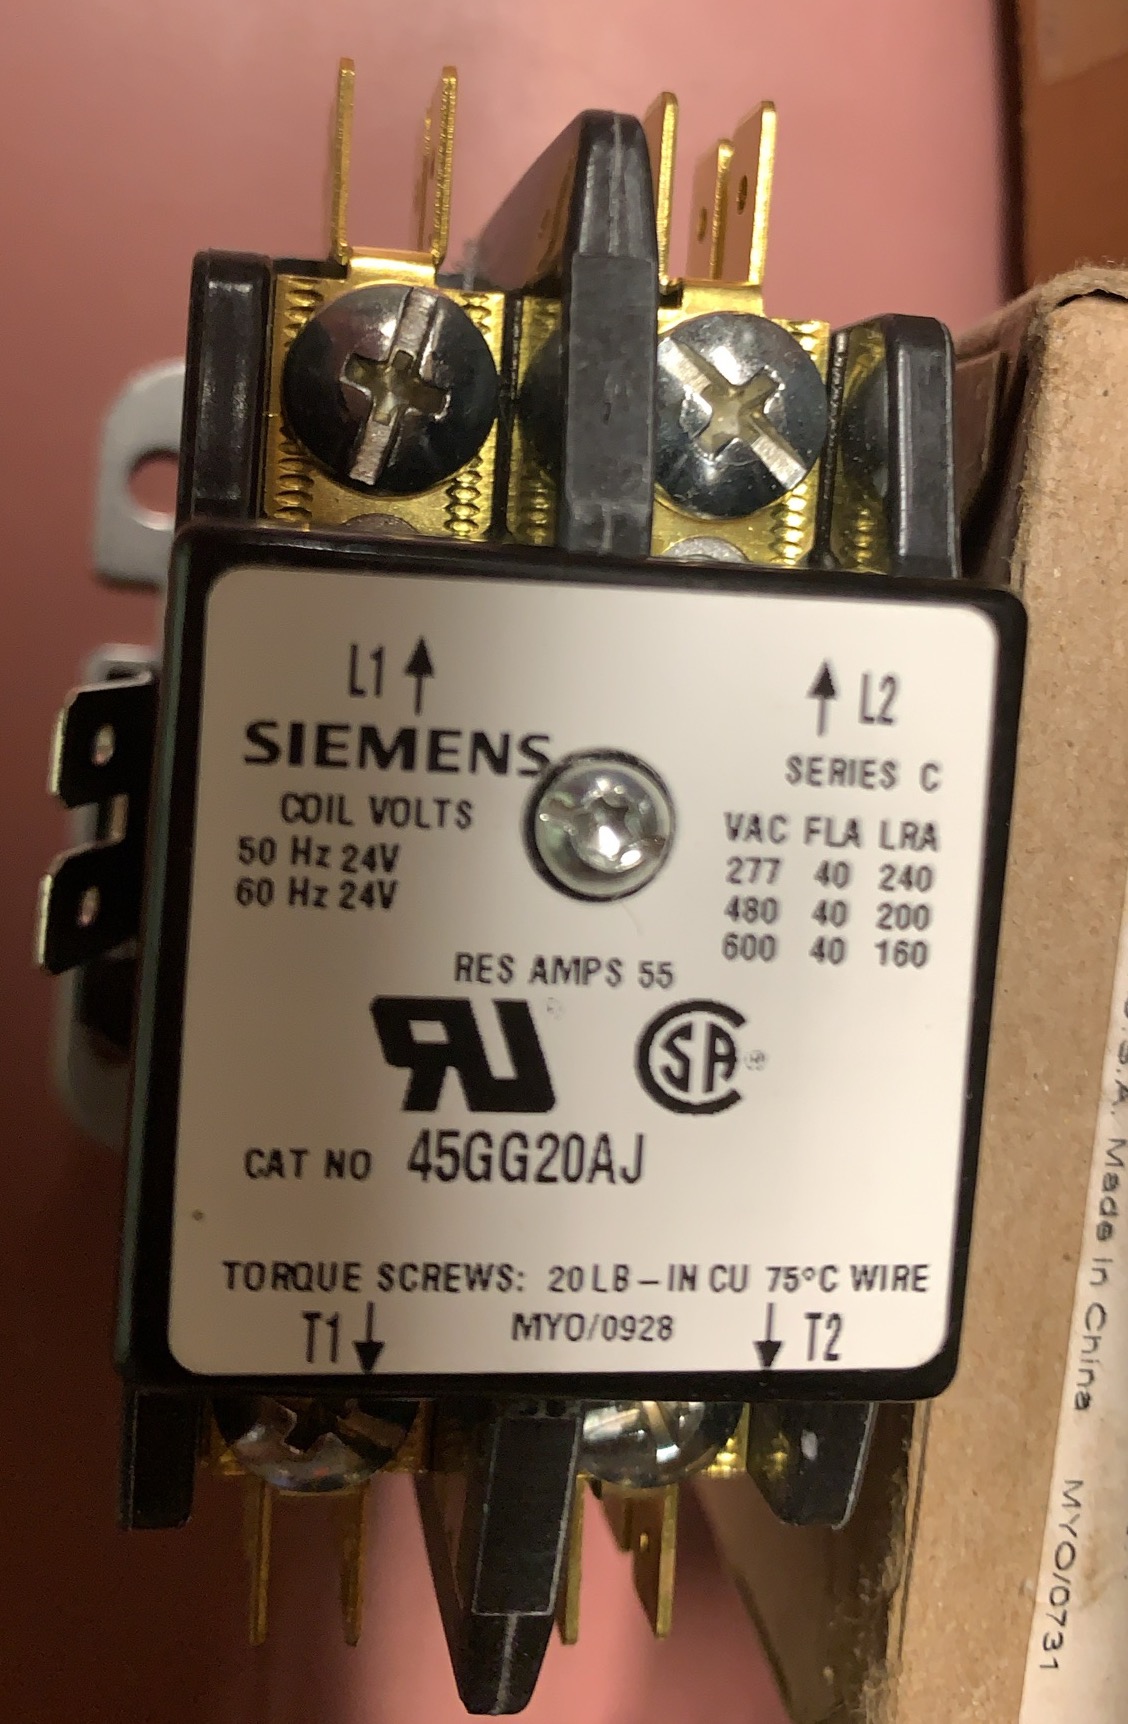 L1
L2
SIEMENS
SERIES C
COIL VOLTS
50 Hz 24V
60 Hz 24V
VAC FLA LRA
277 40 240
480 40 200
600 40 160
RES AMPS 55
RU
SA ®
CAT NO 45GG20AJ
TORQUE SCREWS: 20 LB-IN CU 75°C WIRE
T1
MYO/0928
T2
U.S.A. Made in China MYO/0731